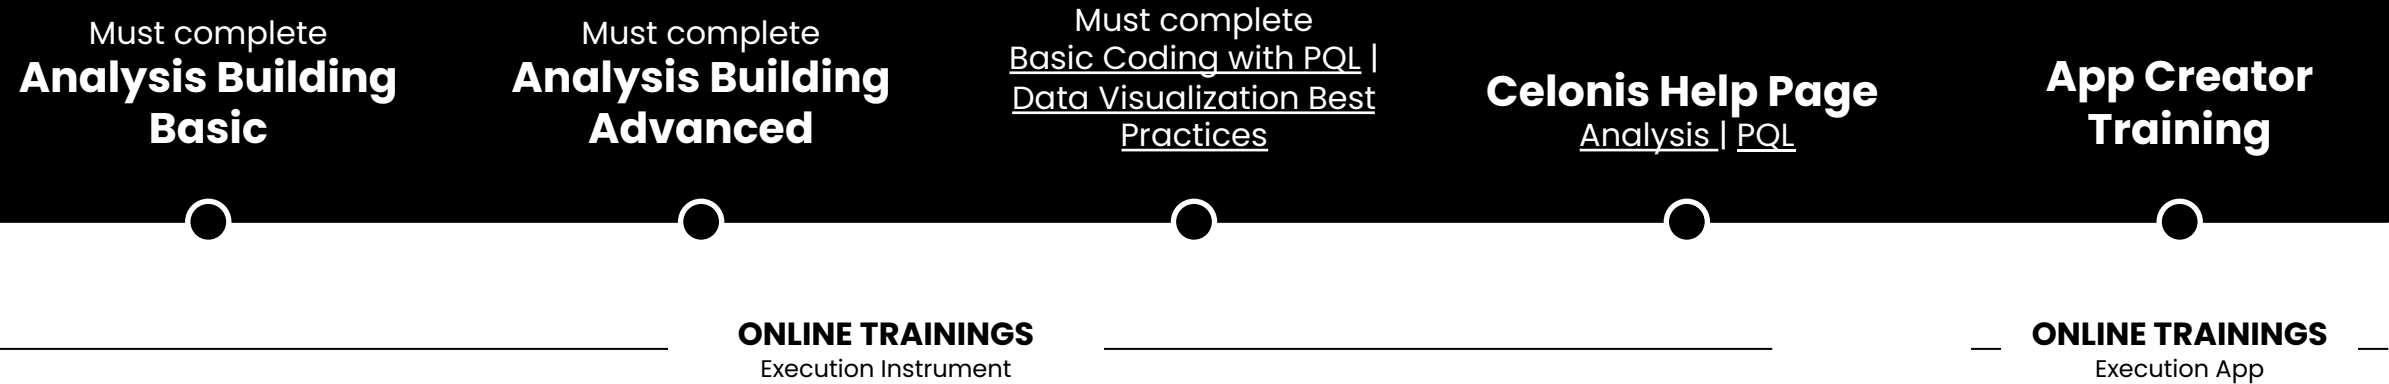 Must complete
Analysis Building
Basic
Must complete
Analysis Building
Advanced
Must complete
Basic Coding with PQL |
Data Visualization Best
Practices
Celonis Help Page
Analysis | PQL
App Creator
Training
ONLINE TRAININGS
Execution Instrument
ONLINE TRAININGS
Execution App